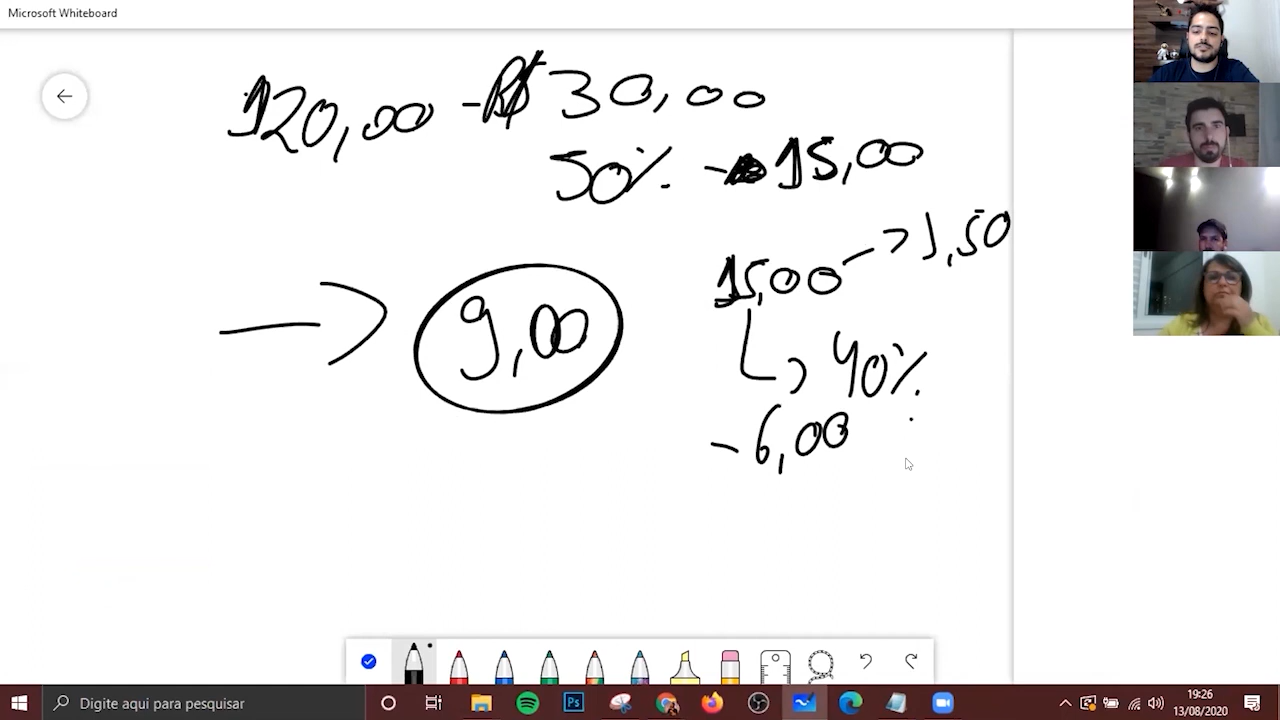 Microsoft Whiteboard
120,00 - R$ 30,00
50% - 15,00
15,00 -> 1,50
9,00
40%
- 6,00
Digite aqui para pesquisar
19:26
13/08/2020